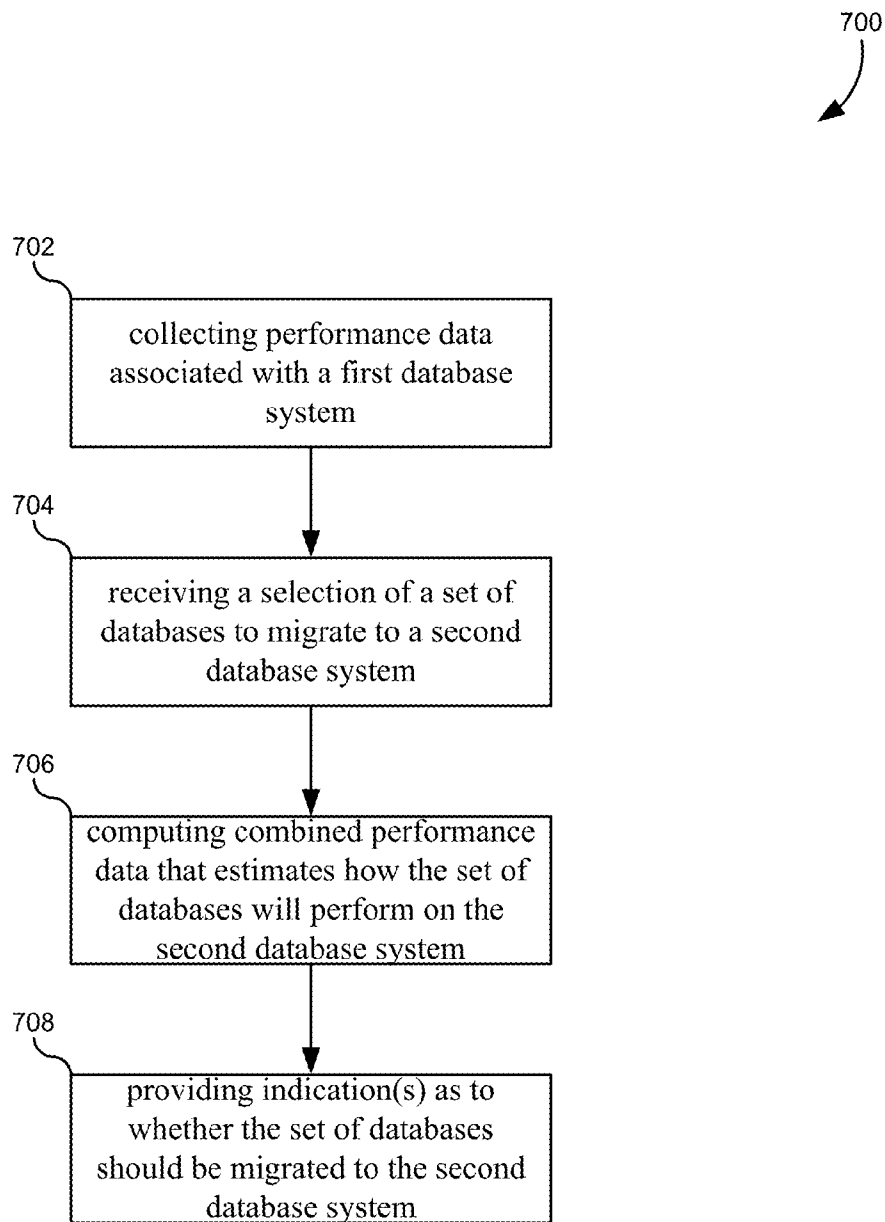 700
702
collecting performance data
associated with a first database
system
704
receiving a selection of a set of
databases to migrate to a second
database system
706
computing combined performance
data that estimates how the set of
databases will perform on the
second database system
708
providing indication(s) as to
whether the set of databases
should be migrated to the second
database system